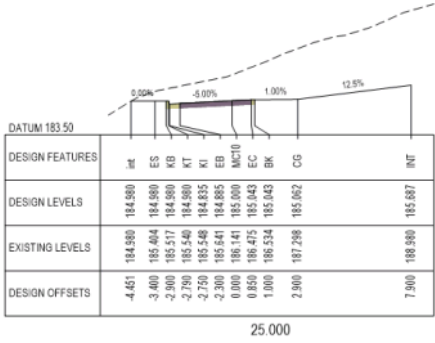 12.5%
0.00% -5.00% 1.00%
DATUM 183.50
DESIGN FEATURES int ES KB KT KI EB MC10 EC BK CG INT
DESIGN LEVELS 184.980 184.980 184.980 184.980 184.835 184.885 185.000 185.043 185.043 185.062 185.687
EXISTING LEVELS 184.980 185.404 185.517 185.540 185.548 185.641 186.141 186.475 186.534 187.298 188.980
DESIGN OFFSETS -4.451 -3.400 -2.900 -2.790 -2.750 -2.300 0.000 0.850 1.000 2.900 7.900
25.000